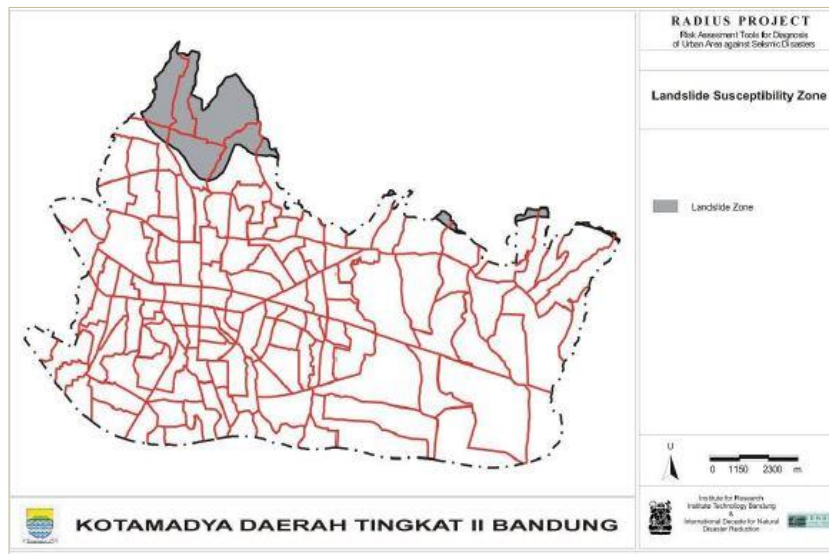 RADIUS PROJECT
Risk Assesment Tools for Diagnosis
of Urban Area against Seismic Disasters
Landslide Susceptibility Zone
Landslide Zone
U
0 1150 2300 m
KOTAMADYA DAERAH TINGKAT II BANDUNG
Institute for Research
Institute Technology Bandung
&
International Decade for Natural
Disaster Reduction